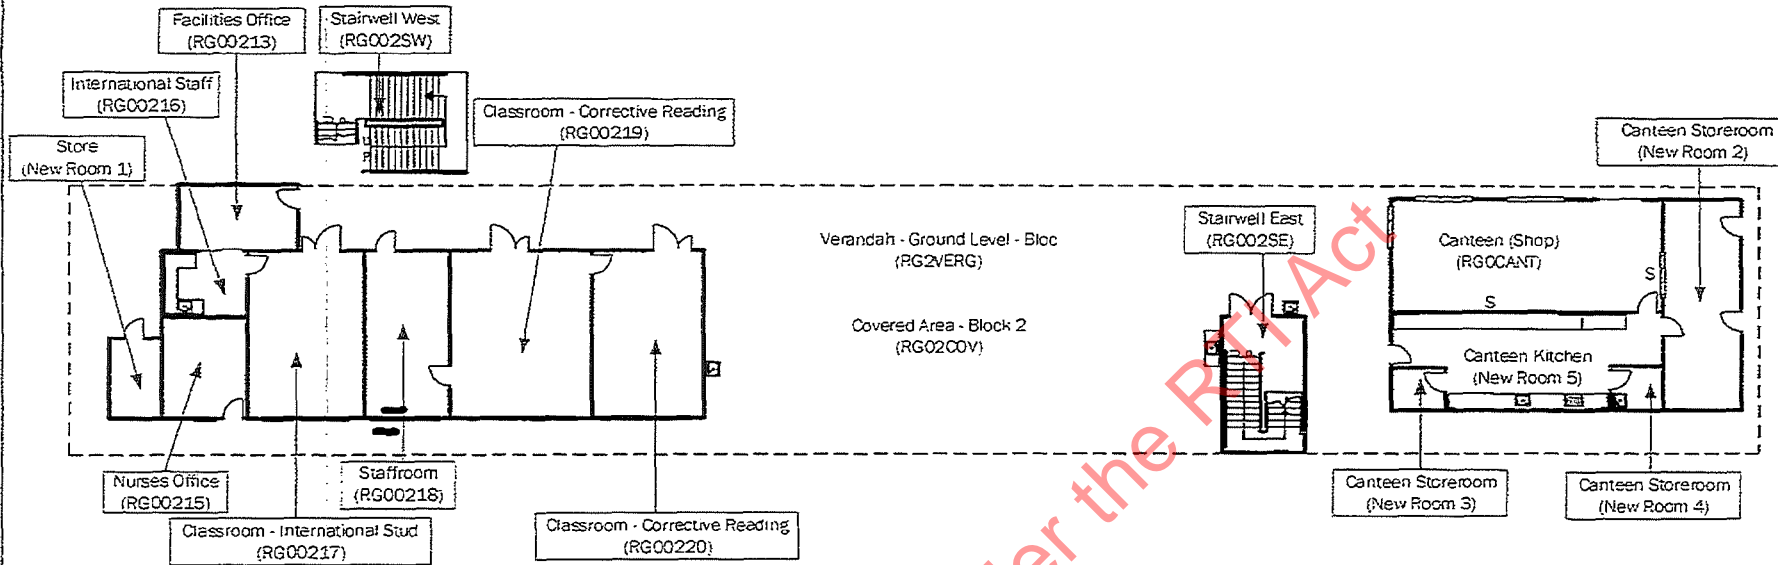 Facilities Office
(RG00213)
Stairwell West
(RG002SW)
International Staff
(RG00216)
Classroom - Corrective Reading
(RG00219)
Store
(New Room 1)
Canteen Storeroom
(New Room 2)
Verandah - Ground Level - Bloc
(RG2VERG)
Stairwell East
(RG002SE)
Canteen (Shop)
(RG0CANT)
S
S
Covered Area - Block 2
(RG02COV)
Canteen Kitchen
(New Room 5)
Nurses Office
(RG00215)
Staffroom
(RG00218)
Classroom - International Stud
(RG00217)
Classroom - Corrective Reading
(RG00220)
Canteen Storeroom
(New Room 3)
Canteen Storeroom
(New Room 4)
er the RTI Act